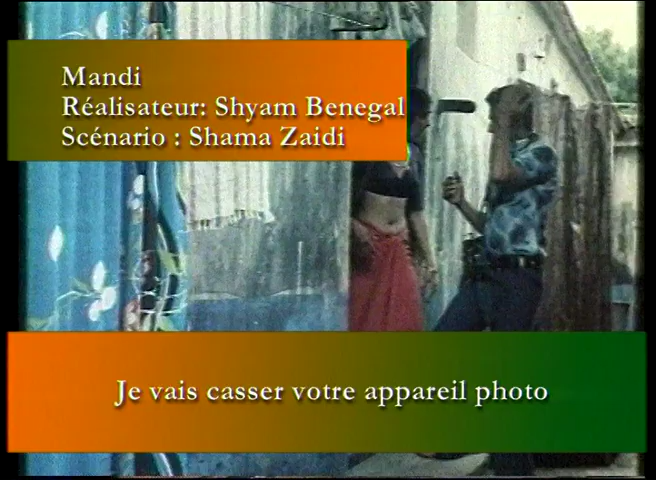 Mandi
Réalisateur: Shyam Benegal
Scénario : Shama Zaidi
Je vais casser votre appareil photo